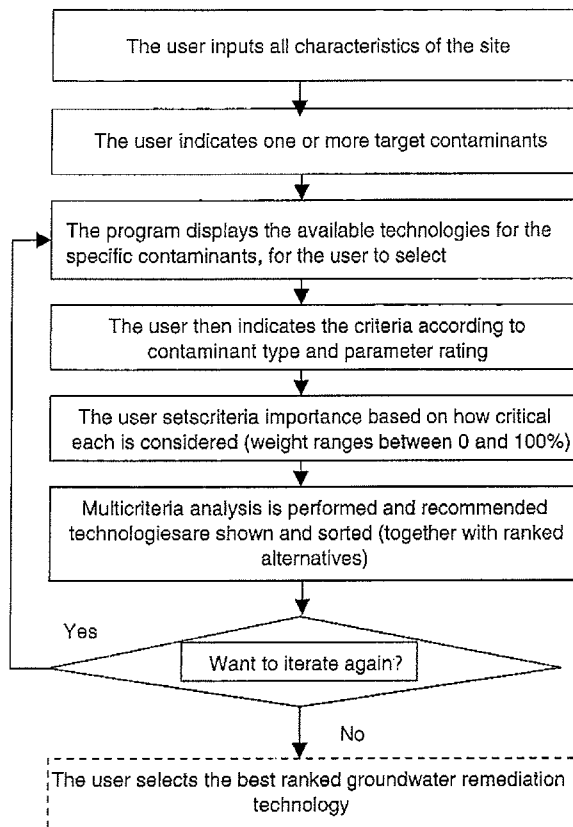 The user inputs all characteristics of the site
The user indicates one or more target contaminants
The program displays the available technologies for the
specific contaminants, for the user to select
The user then indicates the criteria according to
contaminant type and parameter rating
The user setscriteria importance based on how critical
each is considered (weight ranges between 0 and 100%)
Multicriteria analysis is performed and recommended
technologiesare shown and sorted (together with ranked
alternatives)
Yes
Want to iterate again?
No
The user selects the best ranked groundwater remediation
technology